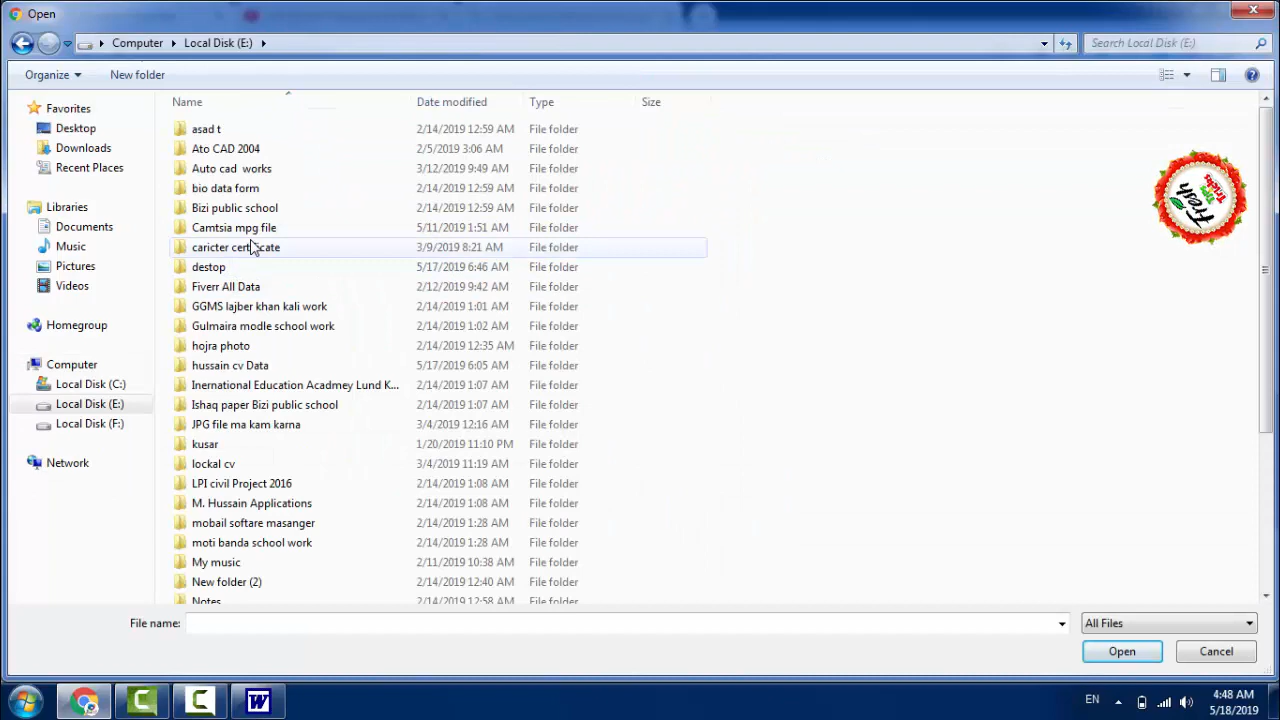 Open
Computer Local Disk (E:)
Search Local Disk (E:)
Organize New folder
Name Date modified Type Size
Favorites
Desktop
Downloads
Recent Places
Libraries
Documents
Music
Pictures
Videos
Homegroup
Computer
Local Disk (C:)
Local Disk (E:)
Local Disk (F:)
Network
asad t 2/14/2019 12:59 AM File folder
Ato CAD 2004 2/5/2019 3:06 AM File folder
Auto cad works 3/12/2019 9:49 AM File folder
bio data form 2/14/2019 12:59 AM File folder
Bizi public school 2/14/2019 12:59 AM File folder
Camtsia mpg file 5/11/2019 1:51 AM File folder
caricter certificate 3/9/2019 8:21 AM File folder
destop 5/17/2019 6:46 AM File folder
Fiverr All Data 2/12/2019 9:42 AM File folder
GGMS lajber khan kali work 2/14/2019 1:01 AM File folder
Gulmaira modle school work 2/14/2019 1:02 AM File folder
hojra photo 2/14/2019 12:35 AM File folder
hussain cv Data 5/17/2019 6:05 AM File folder
Inernational Education Acadmey Lund K... 2/14/2019 1:07 AM File folder
Ishaq paper Bizi public school 2/14/2019 1:07 AM File folder
JPG file ma kam karna 3/4/2019 12:16 AM File folder
kusar 1/20/2019 11:10 PM File folder
lockal cv 3/4/2019 11:19 AM File folder
LPI civil Project 2016 2/14/2019 1:08 AM File folder
M. Hussain Applications 2/14/2019 1:08 AM File folder
mobail softare masanger 2/14/2019 1:28 AM File folder
moti banda school work 2/14/2019 1:28 AM File folder
My music 2/11/2019 10:38 AM File folder
New folder (2) 2/14/2019 12:40 AM File folder
Notes 2/14/2019 12:58 AM File folder
Fresh Top Tricks
File name: All Files
Open Cancel
EN 4:48 AM
5/18/2019